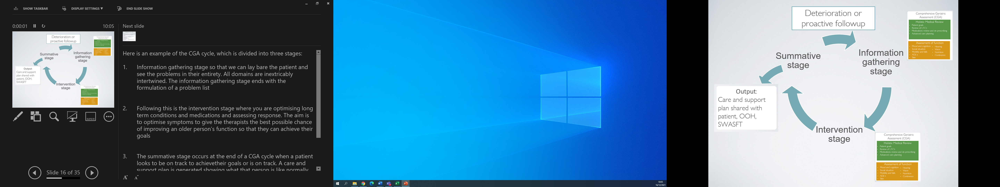 SHOW TASKBAR
DISPLAY SETTINGS ▼
END SLIDE SHOW
0:00:01
10:05
Deterioration or
proactive followup
Summative
stage
Information
gathering
stage
Output:
Care and support
plan shared with
patient, OOH,
SWASFT
Intervention
stage
Slide 16 of 35
Next slide
Here is an example of the CGA cycle, which is divided into three stages:
1. Information gathering stage so that we can lay bare the patient and
see the problems in their entirety. All domains are inextricably
intertwined. The information gathering stage ends with the
formulation of a problem list
2. Following this is the intervention stage where you are optimising long
term conditions and medications and assessing response. The aim is
to optimise symptoms to give the therapists the best possible chance
of improving an older person's function so that they can achieve their
goals
3. The summative stage occurs at the end of a CGA cycle when a patient
looks to be on track to achievetheir goals or is on track. A care and
support plan is generated showing what that person is like normally
10:05
16/12/2021
Deterioration or
proactive followup
Comprehensive Geriatric
Assessment (CGA)
Holistic Medical Review
• Patient goals
• Review of LTC's
• Medications review and de-prescribing
• Advanced care planning
Assessment of function
• Mood and cognition
• Social situation
• Mobility and falls
• ADL's
• Skin
• Hearing
• Vision
• Nutrition
• Continence
Summative
stage
Information
gathering
stage
Output:
Care and support
plan shared with
patient, OOH,
SWASFT
Intervention
stage
Comprehensive Geriatric
Assessment (CGA)
Holistic Medical Review
• Patient goals
• Review of LTC's
• Medications review and de-prescribing
• Advanced care planning
Assessment of function
• Mood and cognition
• Social situation
• Mobility and falls
• ADL's
• Skin
• Hearing
• Vision
• Nutrition
• Continence